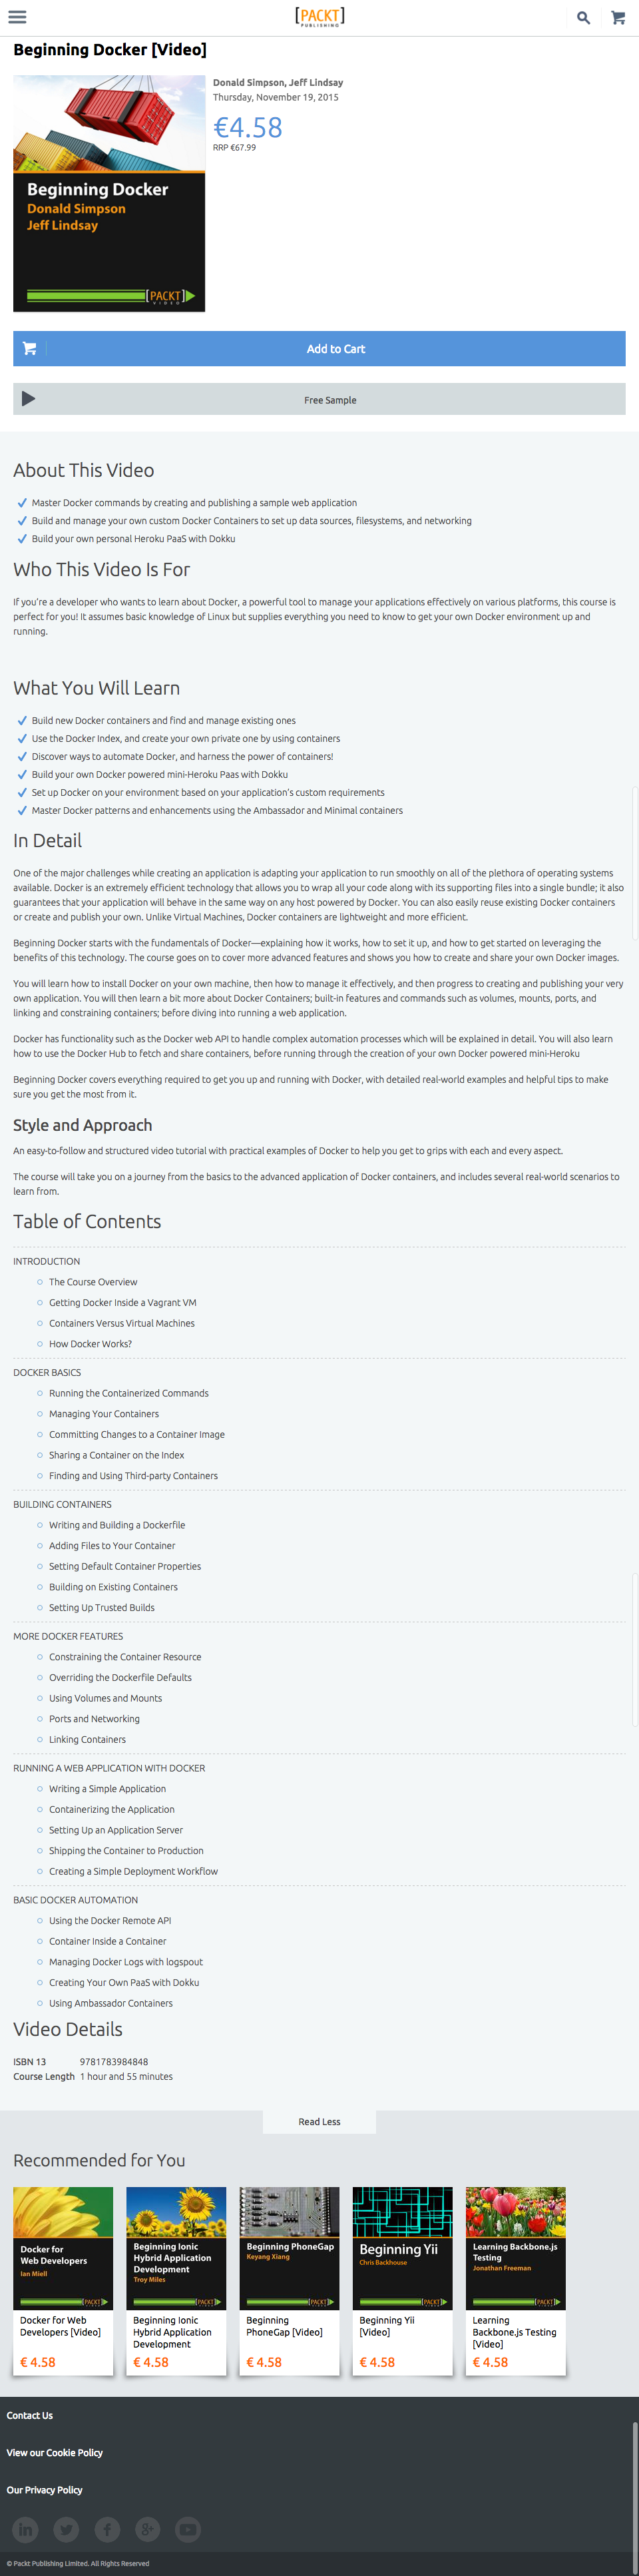 [PACKT]
PUBLISHING
Beginning Docker [Video]
Donald Simpson, Jeff Lindsay
Thursday, November 19, 2015
€4.58
RRP €67.99
Beginning Docker
Donald Simpson
Jeff Lindsay
[PACKT]
VIDEO
Add to Cart
Free Sample
About This Video
Master Docker commands by creating and publishing a sample web application
Build and manage your own custom Docker Containers to set up data sources, filesystems, and networking
Build your own personal Heroku PaaS with Dokku
Who This Video Is For
If you're a developer who wants to learn about Docker, a powerful tool to manage your applications effectively on various platforms, this course is
perfect for you! It assumes basic knowledge of Linux but supplies everything you need to know to get your own Docker environment up and
running.
What You Will Learn
Build new Docker containers and find and manage existing ones
Use the Docker Index, and create your own private one by using containers
Discover ways to automate Docker, and harness the power of containers!
Build your own Docker powered mini-Heroku Paas with Dokku
Set up Docker on your environment based on your application's custom requirements
Master Docker patterns and enhancements using the Ambassador and Minimal containers
In Detail
One of the major challenges while creating an application is adapting your application to run smoothly on all of the plethora of operating systems
available. Docker is an extremely efficient technology that allows you to wrap all your code along with its supporting files into a single bundle; it also
guarantees that your application will behave in the same way on any host powered by Docker. You can also easily reuse existing Docker containers
or create and publish your own. Unlike Virtual Machines, Docker containers are lightweight and more efficient.
Beginning Docker starts with the fundamentals of Docker—explaining how it works, how to set it up, and how to get started on leveraging the
benefits of this technology. The course goes on to cover more advanced features and shows you how to create and share your own Docker images.
You will learn how to install Docker on your own machine, then how to manage it effectively, and then progress to creating and publishing your very
own application. You will then learn a bit more about Docker Containers; built-in features and commands such as volumes, mounts, ports, and
linking and constraining containers; before diving into running a web application.
Docker has functionality such as the Docker web API to handle complex automation processes which will be explained in detail. You will also learn
how to use the Docker Hub to fetch and share containers, before running through the creation of your own Docker powered mini-Heroku
Beginning Docker covers everything required to get you up and running with Docker, with detailed real-world examples and helpful tips to make
sure you get the most from it.
Style and Approach
An easy-to-follow and structured video tutorial with practical examples of Docker to help you get to grips with each and every aspect.
The course will take you on a journey from the basics to the advanced application of Docker containers, and includes several real-world scenarios to
learn from.
Table of Contents
INTRODUCTION
The Course Overview
Getting Docker Inside a Vagrant VM
Containers Versus Virtual Machines
How Docker Works?
DOCKER BASICS
Running the Containerized Commands
Managing Your Containers
Committing Changes to a Container Image
Sharing a Container on the Index
Finding and Using Third-party Containers
BUILDING CONTAINERS
Writing and Building a Dockerfile
Adding Files to Your Container
Setting Default Container Properties
Building on Existing Containers
Setting Up Trusted Builds
MORE DOCKER FEATURES
Constraining the Container Resource
Overriding the Dockerfile Defaults
Using Volumes and Mounts
Ports and Networking
Linking Containers
RUNNING A WEB APPLICATION WITH DOCKER
Writing a Simple Application
Containerizing the Application
Setting Up an Application Server
Shipping the Container to Production
Creating a Simple Deployment Workflow
BASIC DOCKER AUTOMATION
Using the Docker Remote API
Container Inside a Container
Managing Docker Logs with logspout
Creating Your Own PaaS with Dokku
Using Ambassador Containers
Video Details
ISBN 13 9781783984848
Course Length 1 hour and 55 minutes
Read Less
Recommended for You
Docker for
Web Developers
Ian Miell
[PACKT]
Docker for Web
Developers [Video]
€ 4.58
Beginning Ionic
Hybrid Application
Development
Troy Miles
[PACKT]
Beginning Ionic
Hybrid Application
Development
€ 4.58
Beginning PhoneGap
Keyang Xiang
[PACKT]
Beginning
PhoneGap [Video]
€ 4.58
Beginning Yii
Chris Backhouse
[PACKT]
Beginning Yii
[Video]
€ 4.58
Learning Backbone.js
Testing
Jonathan Freeman
[PACKT]
Learning
Backbone.js Testing
[Video]
€ 4.58
Contact Us
View our Cookie Policy
Our Privacy Policy
© Packt Publishing Limited. All Rights Reserved